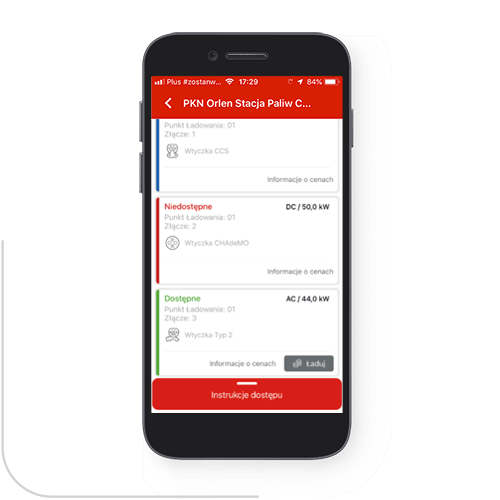 Plus #zostanw... 17:29 84%
PKN Orlen Stacja Paliw C...
Punkt Ładowania: 01
Złącze: 1
Wtyczka CCS
Informacje o cenach
Niedostępne DC / 50,0 kW
Punkt Ładowania: 01
Złącze: 2
Wtyczka CHAdeMO
Informacje o cenach
Dostępne AC / 44,0 kW
Punkt Ładowania: 01
Złącze: 3
Wtyczka Typ 2
Informacje o cenach Ładuj
Instrukcje dostępu